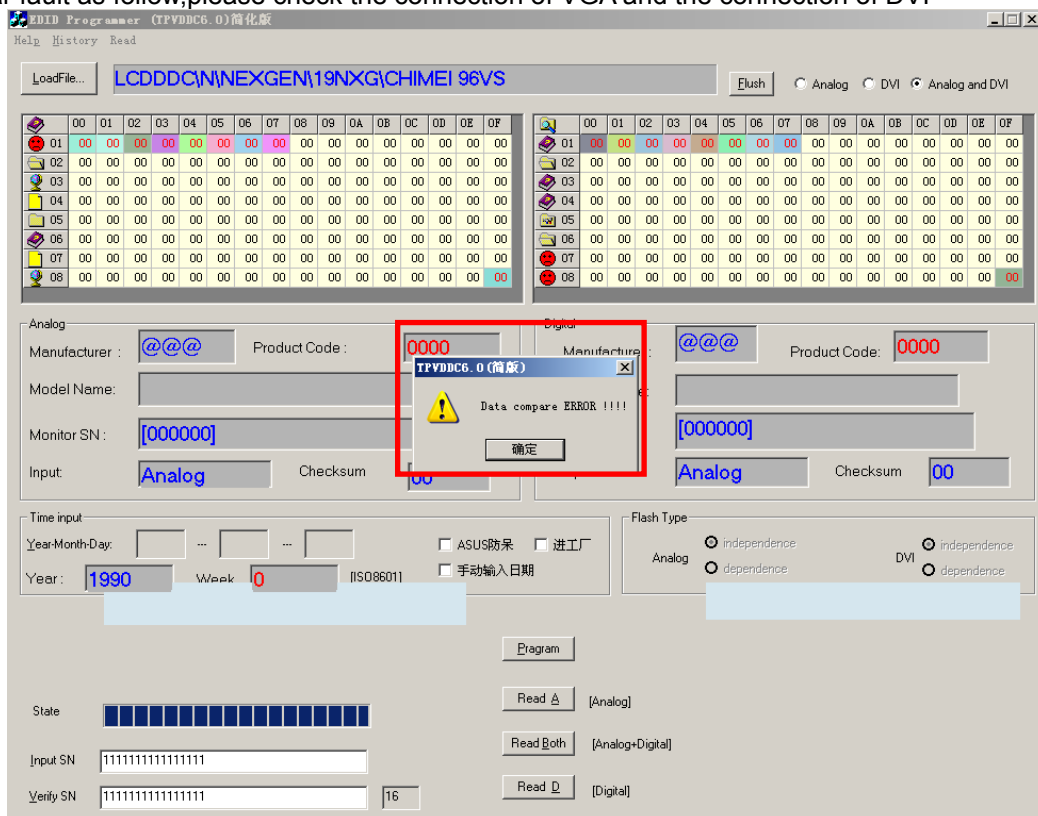 ar fault as follow,please check the connection of VGA and the connection of DVI
EDID Programmer (TPVDDC6.0)简化版
Help History Read
LoadFile... LCDDDC\N\NEXGEN\19NXG\CHIMEI 96VS Flush Analog DVI Analog and DVI
00 01 02 03 04 05 06 07 08 09 0A 0B 0C 0D 0E 0F 00 01 02 03 04 05 06 07 08 09 0A 0B 0C 0D 0E 0F
01 00 00 00 00 00 00 00 00 00 00 00 00 00 00 00 00 01 00 00 00 00 00 00 00 00 00 00 00 00 00 00 00 00
02 00 00 00 00 00 00 00 00 00 00 00 00 00 00 00 00 02 00 00 00 00 00 00 00 00 00 00 00 00 00 00 00 00
03 00 00 00 00 00 00 00 00 00 00 00 00 00 00 00 00 03 00 00 00 00 00 00 00 00 00 00 00 00 00 00 00 00
04 00 00 00 00 00 00 00 00 00 00 00 00 00 00 00 00 04 00 00 00 00 00 00 00 00 00 00 00 00 00 00 00 00
05 00 00 00 00 00 00 00 00 00 00 00 00 00 00 00 00 05 00 00 00 00 00 00 00 00 00 00 00 00 00 00 00 00
06 00 00 00 00 00 00 00 00 00 00 00 00 00 00 00 00 06 00 00 00 00 00 00 00 00 00 00 00 00 00 00 00 00
07 00 00 00 00 00 00 00 00 00 00 00 00 00 00 00 00 07 00 00 00 00 00 00 00 00 00 00 00 00 00 00 00 00
08 00 00 00 00 00 00 00 00 00 00 00 00 00 00 00 00 08 00 00 00 00 00 00 00 00 00 00 00 00 00 00 00 00
Analog Digital
Manufacturer : @@@ Product Code : 0000 Manufacturer : @@@ Product Code: 0000
TPVDDC6.0(简版)
Model Name:
Data compare ERROR !!!!
Monitor SN : [000000] [000000]
确定
Input: Analog Checksum 00 Analog Checksum 00
Time input Flash Type
Year-Month-Day: --- --- ASUS防呆 进工厂 Analog independence DVI independence
Year : 1990 Week 0 [ISO8601] 手动输入日期 dependence dependence
Pragram
State Read A [Analog]
Read Both [Analog+Digital]
Input SN 1111111111111111
Verify SN 1111111111111111 16 Read D [Digital]